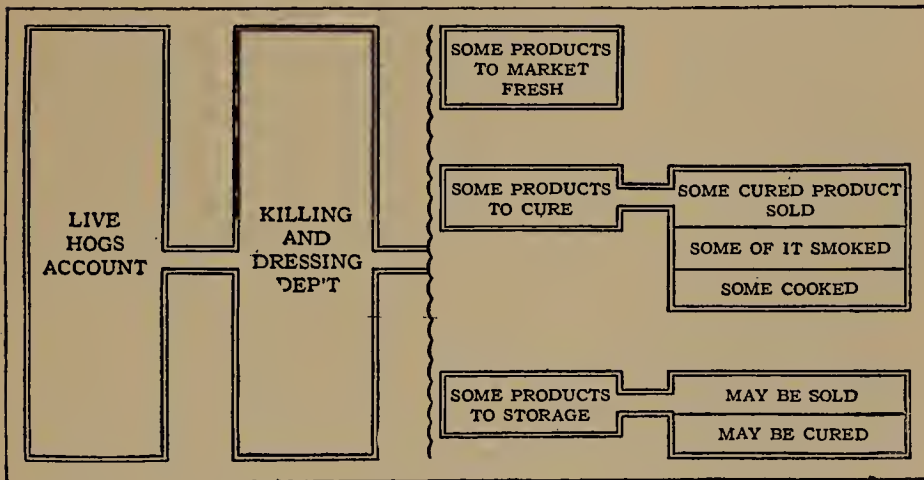 LIVE
HOGS
ACCOUNT
KILLING
AND
DRESSING
DEP'T
SOME PRODUCTS
TO MARKET
FRESH
SOME PRODUCTS
TO CURE
SOME CURED PRODUCT
SOLD
SOME OF IT SMOKED
SOME COOKED
SOME PRODUCTS
TO STORAGE
MAY BE SOLD
MAY BE CURED